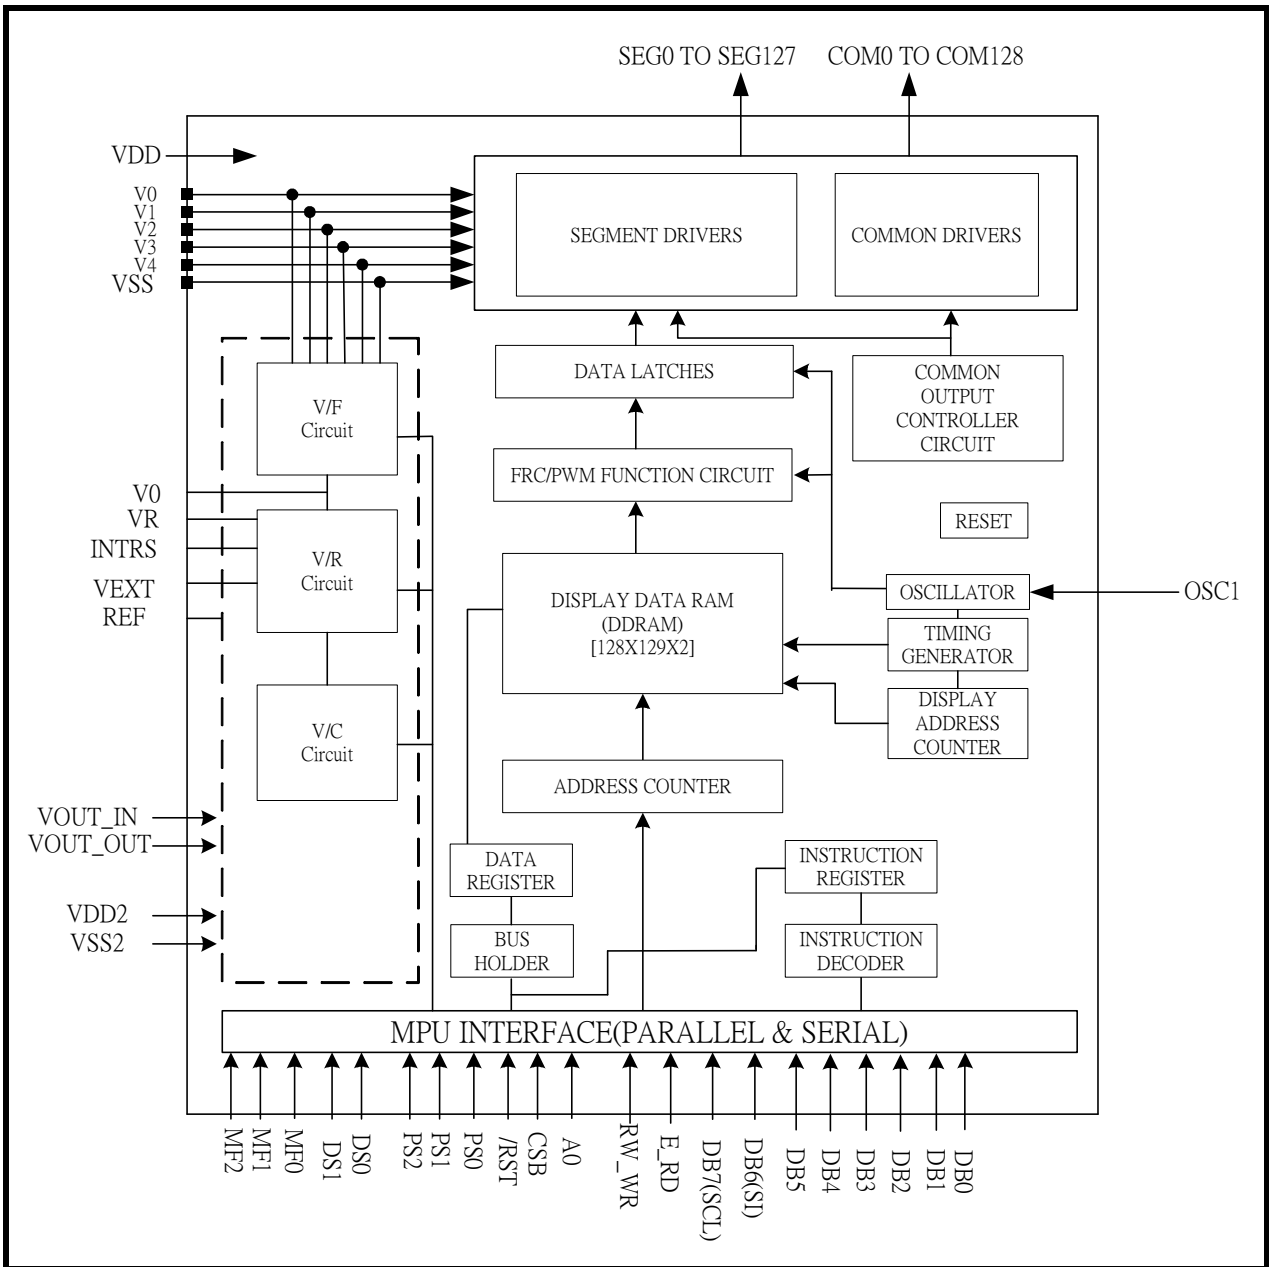 SEG0 TO SEG127
COM0 TO COM128
VDD
V0
V1
V2
V3
V4
VSS
SEGMENT DRIVERS
COMMON DRIVERS
V/F
Circuit
DATA LATCHES
COMMON
OUTPUT
CONTROLLER
CIRCUIT
FRC/PWM FUNCTION CIRCUIT
V0
VR
INTRS
VEXT
REF
V/R
Circuit
RESET
DISPLAY DATA RAM
(DDRAM)
[128X129X2]
OSCILLATOR
OSC1
TIMING
GENERATOR
DISPLAY
ADDRESS
COUNTER
V/C
Circuit
ADDRESS COUNTER
VOUT_IN
VOUT_OUT
DATA
REGISTER
INSTRUCTION
REGISTER
VDD2
VSS2
BUS
HOLDER
INSTRUCTION
DECODER
MPU INTERFACE(PARALLEL & SERIAL)
MF2
MF1
MF0
DS1
DS0
PS2
PS1
PS0
/RST
CSB
A0
RW_WR
E_RD
DB7(SCL)
DB6(SI)
DB5
DB4
DB3
DB2
DB1
DB0